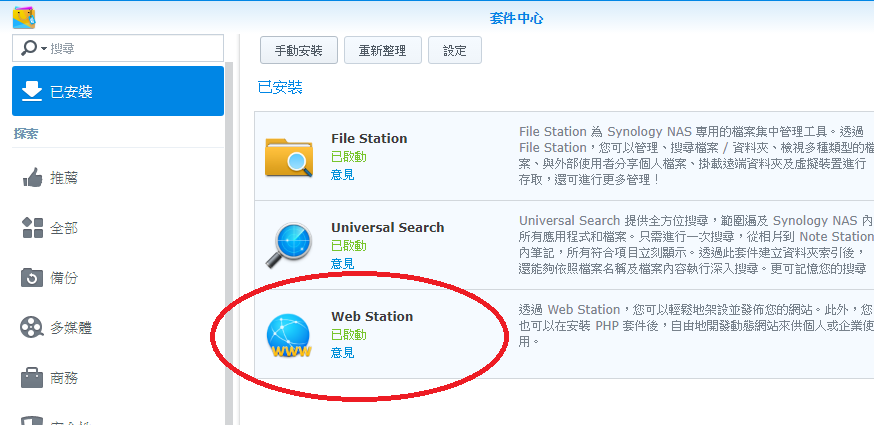 套件中心
搜尋
手動安裝
重新整理
設定
已安裝
已安裝
探索
推薦
全部
備份
多媒體
商務
File Station
已啟動
意見
File Station 為 Synology NAS 專用的檔案集中管理工具。透過
File Station，您可以管理、搜尋檔案 / 資料夾、檢視多種類型的檔
案、與外部使用者分享個人檔案、掛載遠端資料夾及虛擬裝置進行
存取，還可進行更多管理！
Universal Search
已啟動
意見
Universal Search 提供全方位搜尋，範圍遍及 Synology NAS 內
所有應用程式和檔案。只需進行一次搜尋，從相片到 Note Station
內筆記，所有符合項目立刻顯示。透過此套件建立資料夾索引後，
還能夠依照檔案名稱及檔案內容執行深入搜尋。更可記憶您的搜尋
Web Station
已啟動
意見
WWW
透過 Web Station，您可以輕鬆地架設並發佈您的網站。此外，您
也可以在安裝 PHP 套件後，自由地開發動態網站來供個人或企業使
用。